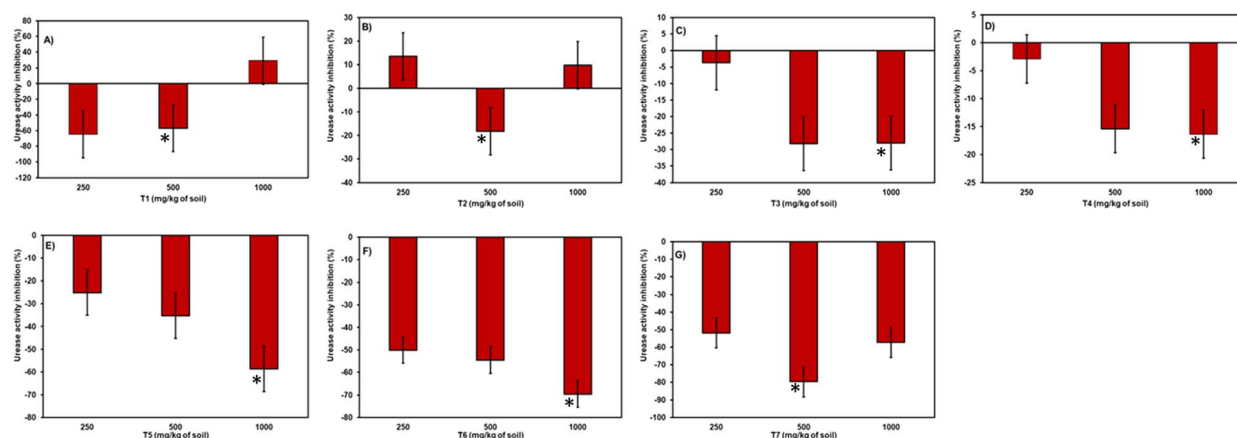 A)
Urease activity inhibition (%)
80
60
40
20
0
-20
-40
-60
-80
-100
-120
*
250 500 1000
T1 (mg/kg of soil)
B)
Urease activity inhibition (%)
30
20
10
0
-10
-20
-30
-40
*
250 500 1000
T2 (mg/kg of soil)
C)
Urease activity inhibition (%)
10
5
0
-5
-10
-15
-20
-25
-30
-35
-40
*
250 500 1000
T3 (mg/kg of soil)
D)
Urease activity inhibition (%)
5
0
-5
-10
-15
-20
-25
*
250 500 1000
T4 (mg/kg of soil)
E)
Urease activity inhibition (%)
0
-10
-20
-30
-40
-50
-60
-70
-80
*
250 500 1000
T5 (mg/kg of soil)
F)
Urease activity inhibition (%)
0
-10
-20
-30
-40
-50
-60
-70
-80
*
250 500 1000
T6 (mg/kg of soil)
G)
Urease activity inhibition (%)
0
-10
-20
-30
-40
-50
-60
-70
-80
-90
-100
*
250 500 1000
T7 (mg/kg of soil)